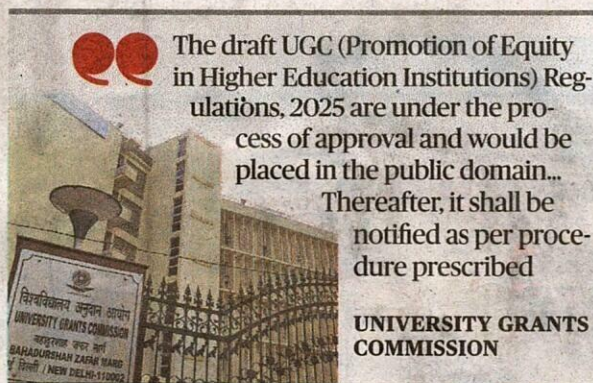 The draft UGC (Promotion of Equity
in Higher Education Institutions) Reg-
ulations, 2025 are under the pro-
cess of approval and would be
placed in the public domain...
Thereafter, it shall be
notified as per proce-
dure prescribed
UNIVERSITY GRANTS
COMMISSION
विश्वविद्यालय अनुदान आयोग
UNIVERSITY GRANTS COMMISSION
बहादुरशाह ज़फर मार्ग
BAHADURSHAH ZAFAR MARG
दिल्ली / NEW DELHI-110002